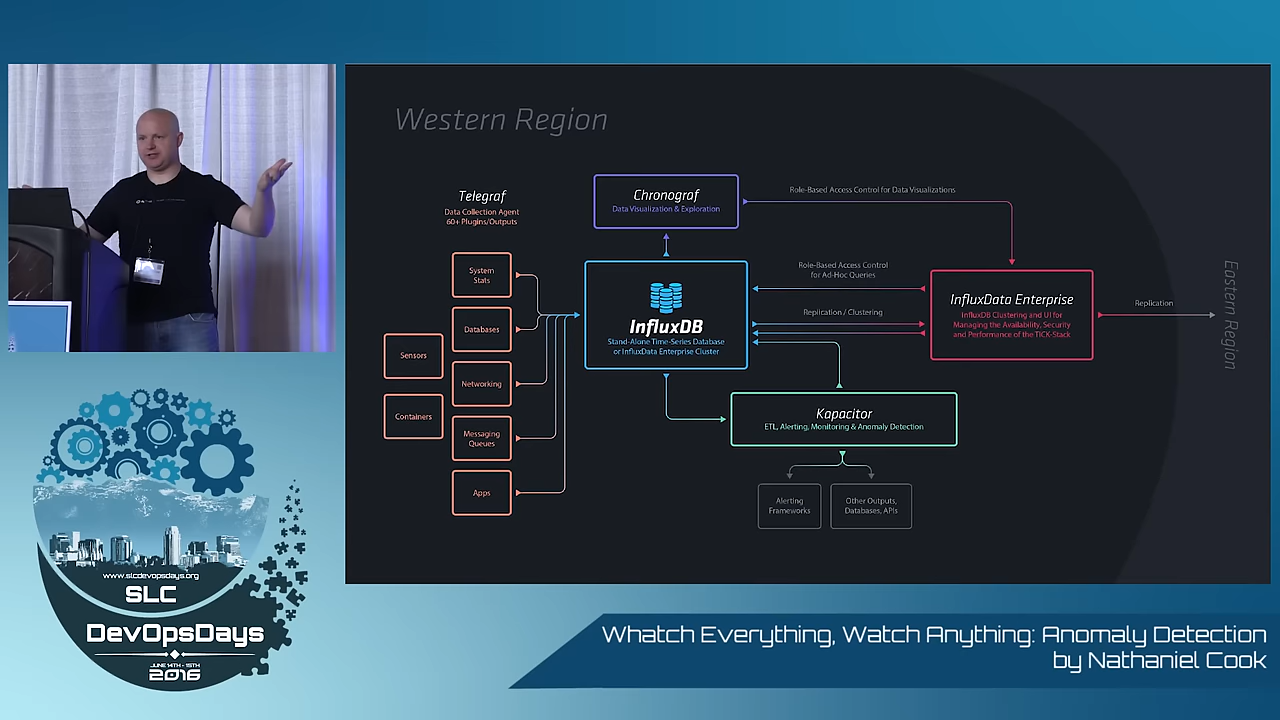 Western Region
Telegraf
Data Collection Agent
60+ Plugins/Outputs
System
Stats
Databases
Networking
Messaging
Queues
Apps
Sensors
Containers
Chronograf
Data Visualization & Exploration
InfluxDB
Stand-Alone Time-Series Database
or InfluxData Enterprise Cluster
Role-Based Access Control for Data Visualizations
Role-Based Access Control
for Ad-Hoc Queries
Replication / Clustering
InfluxData Enterprise
InfluxDB Clustering and UI for
Managing the Availability, Security
and Performance of the TICK-Stack
Replication
Eastern Region
Kapacitor
ETL, Alerting, Monitoring & Anomaly Detection
Alerting
Frameworks
Other Outputs,
Databases, APIs
www.slcdevopsdays.org
SLC
DevOpsDays
JUNE 14TH - 15TH
2016
Whatch Everything, Watch Anything: Anomaly Detection
by Nathaniel Cook